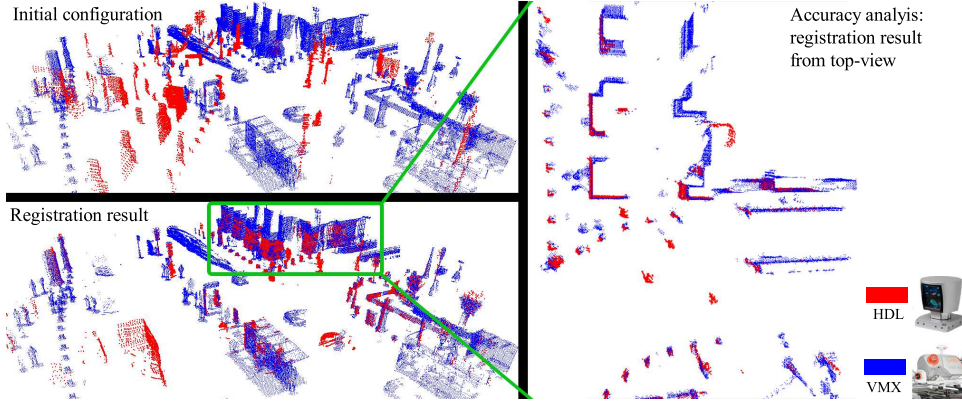 Initial configuration
Registration result
Accuracy analyis:
registration result
from top-view
HDL
VMX